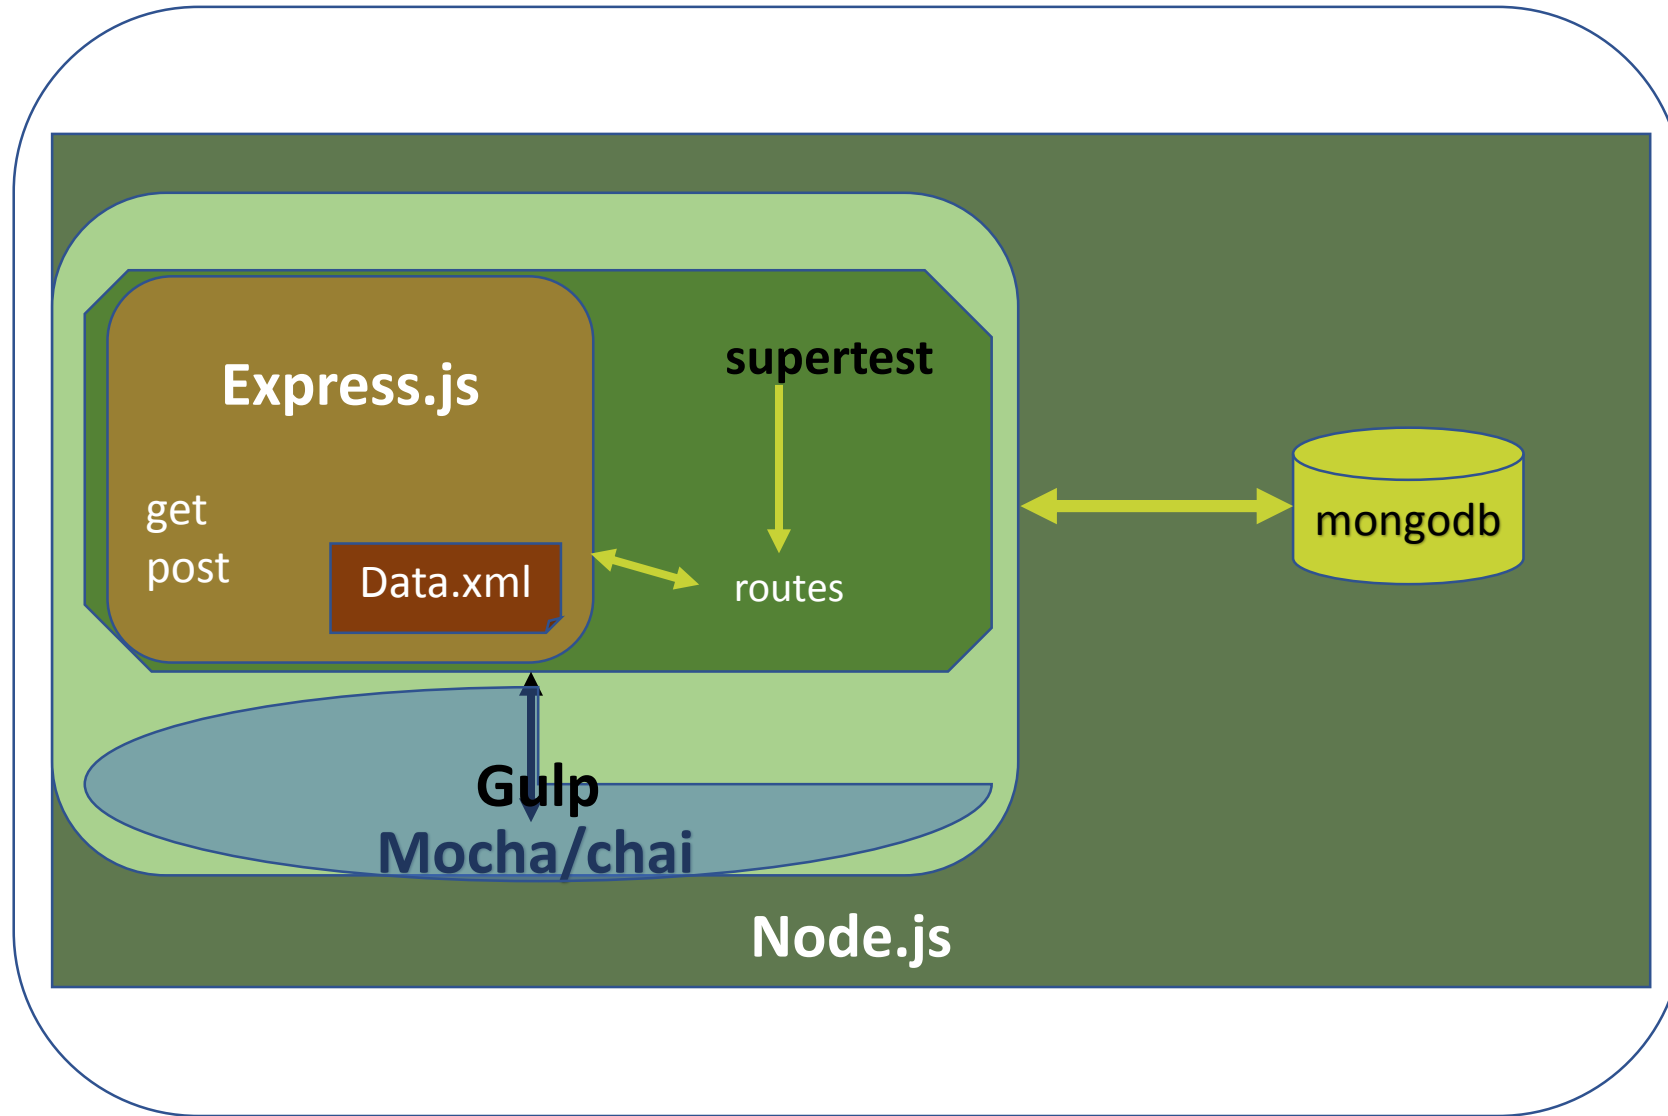 Express.js
supertest
get
post
Data.xml
routes
mongodb
Gulp
Mocha/chai
Node.js